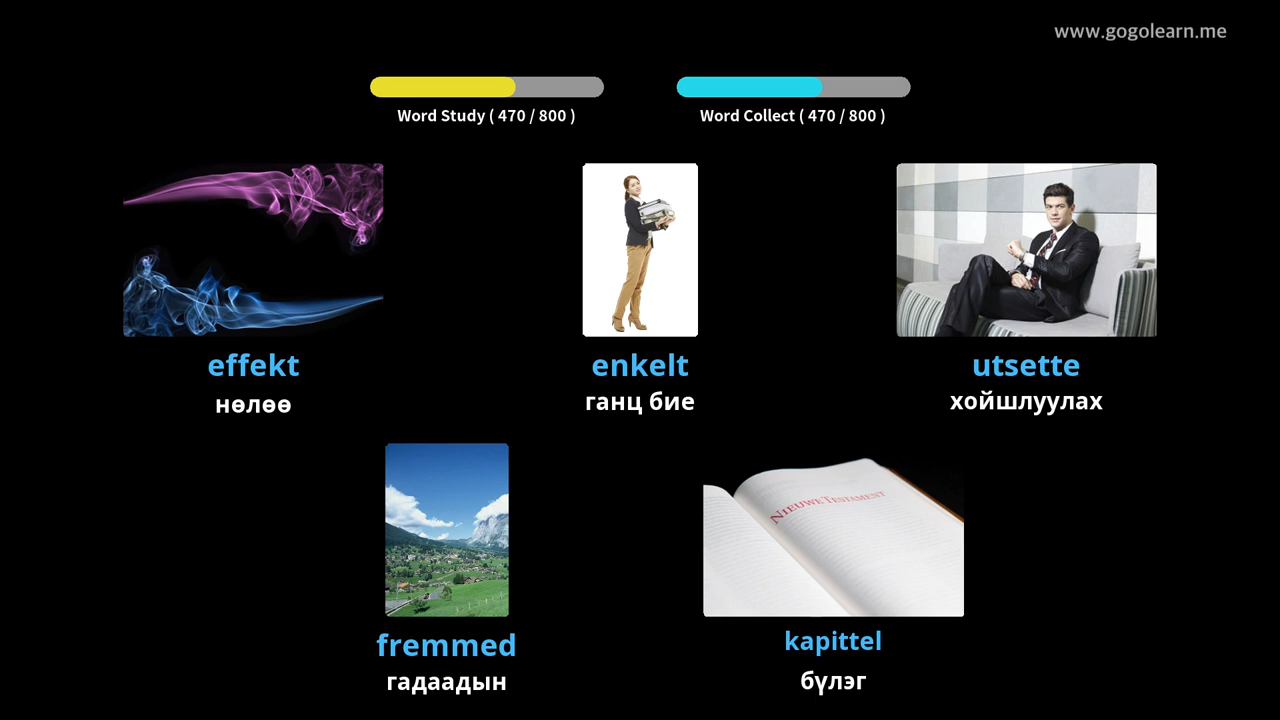 www.gogolearn.me
Word Study ( 470 / 800 )
Word Collect ( 470 / 800 )
effekt
нөлөө
enkelt
ганц бие
utsette
хойшлуулах
fremmed
гадаадын
NIEUWE TESTAMENT
kapittel
бүлэг